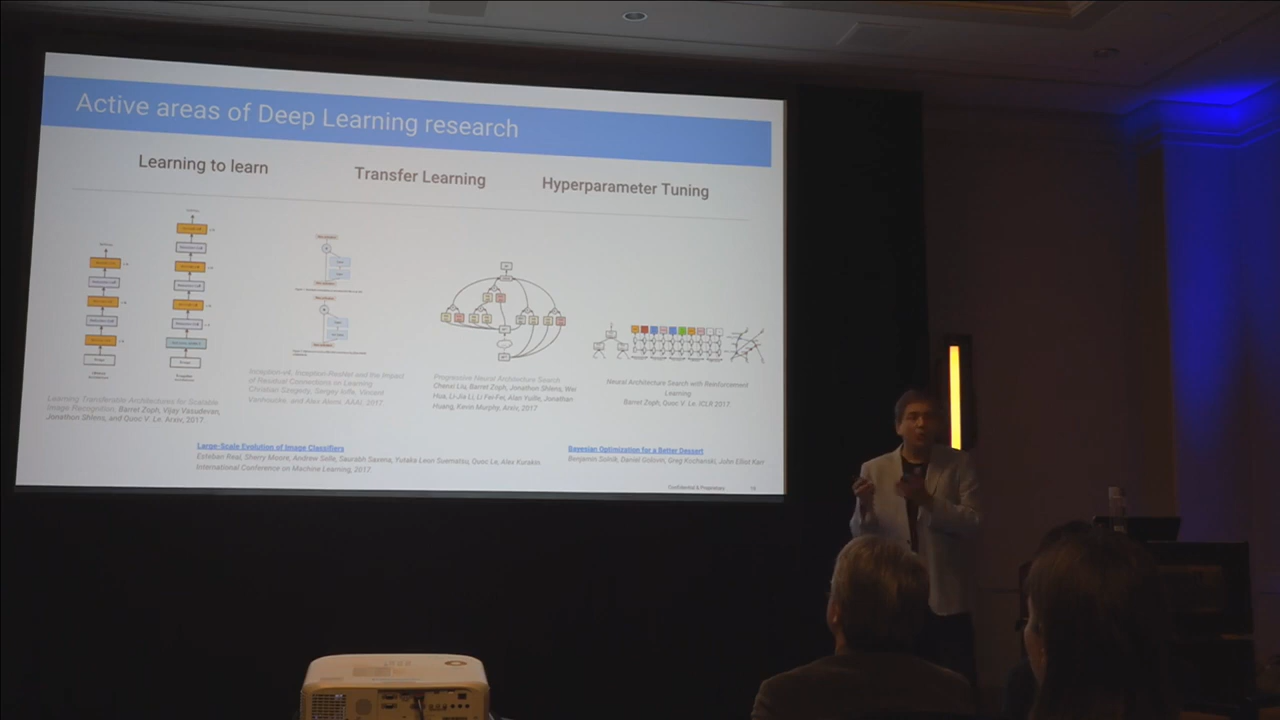 Active areas of Deep Learning research
Learning to learn
Transfer Learning
Hyperparameter Tuning
Learning Transferable Architectures for Scalable
Image Recognition, Barret Zoph, Vijay Vasudevan,
Jonathon Shlens, and Quoc V. Le. Arxiv, 2017
Inception-v4, Inception-ResNet and the Impact
of Residual Connections on Learning
Christian Szegedy, Sergey Ioffe, Vincent
Vanhoucke, and Alex Alemi. AAAI, 2017
Progressive Neural Architecture Search
Chenxi Liu, Barret Zoph, Jonathon Shlens, Wei
Hua, Li-Jia Li, Li Fei-Fei, Alan Yuille, Jonathan
Huang, Kevin Murphy, Arxiv, 2017
Neural Architecture Search with Reinforcement
Learning
Barret Zoph, Quoc V. Le. ICLR 2017.
Large-Scale Evolution of Image Classifiers
Esteban Real, Sherry Moore, Andrew Selle, Saurabh Saxena, Yutaka Leon Suematsu, Quoc Le, Alex Kurakin.
International Conference on Machine Learning, 2017
Bayesian Optimization for a Better Dessert
Benjamin Solnik, Daniel Golovin, Greg Kochanski, John Elliot Karr
Confidential & Proprietary